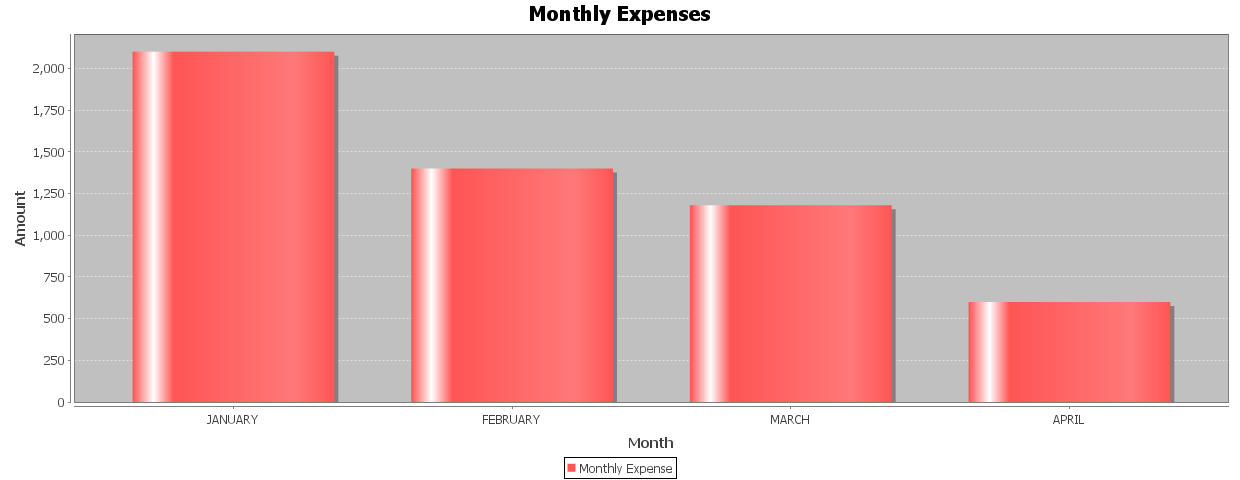 Monthly Expenses
2,000
1,750
1,500
1,250
1,000
750
500
250
0
Amount
JANUARY FEBRUARY MARCH APRIL
Month
Monthly Expense